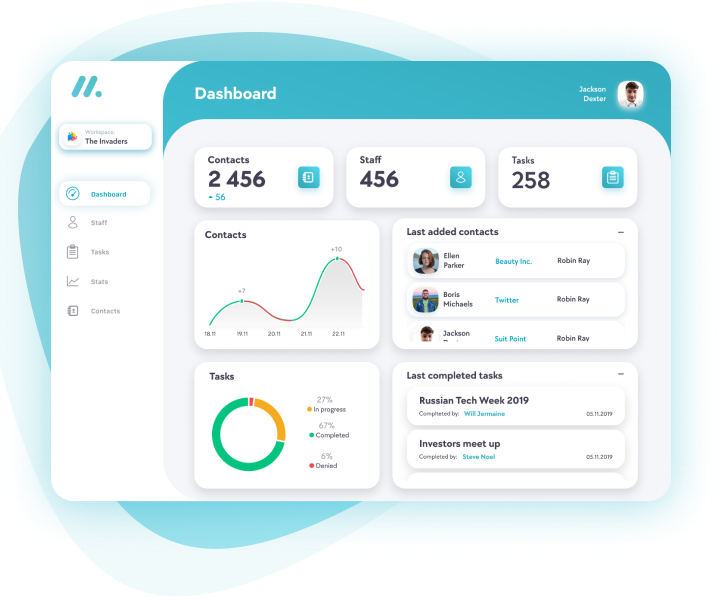 Dashboard
Jackson
Dexter
Workspace:
The Invaders
Dashboard
Staff
Tasks
Stats
Contacts
Contacts
2 456
56
Staff
456
Tasks
258
Contacts
+10
+7
18.11 19.11 20.11 21.11 22.11
Last added contacts
Ellen
Parker
Beauty Inc.
Robin Ray
Boris
Michaels
Twitter
Robin Ray
Jackson
Suit Point
Robin Ray
Tasks
27%
In progress
67%
Completed
6%
Denied
Last completed tasks
Russian Tech Week 2019
Completed by: Will Jermaine 05.11.2019
Investors meet up
Completed by: Steve Noel 05.11.2019